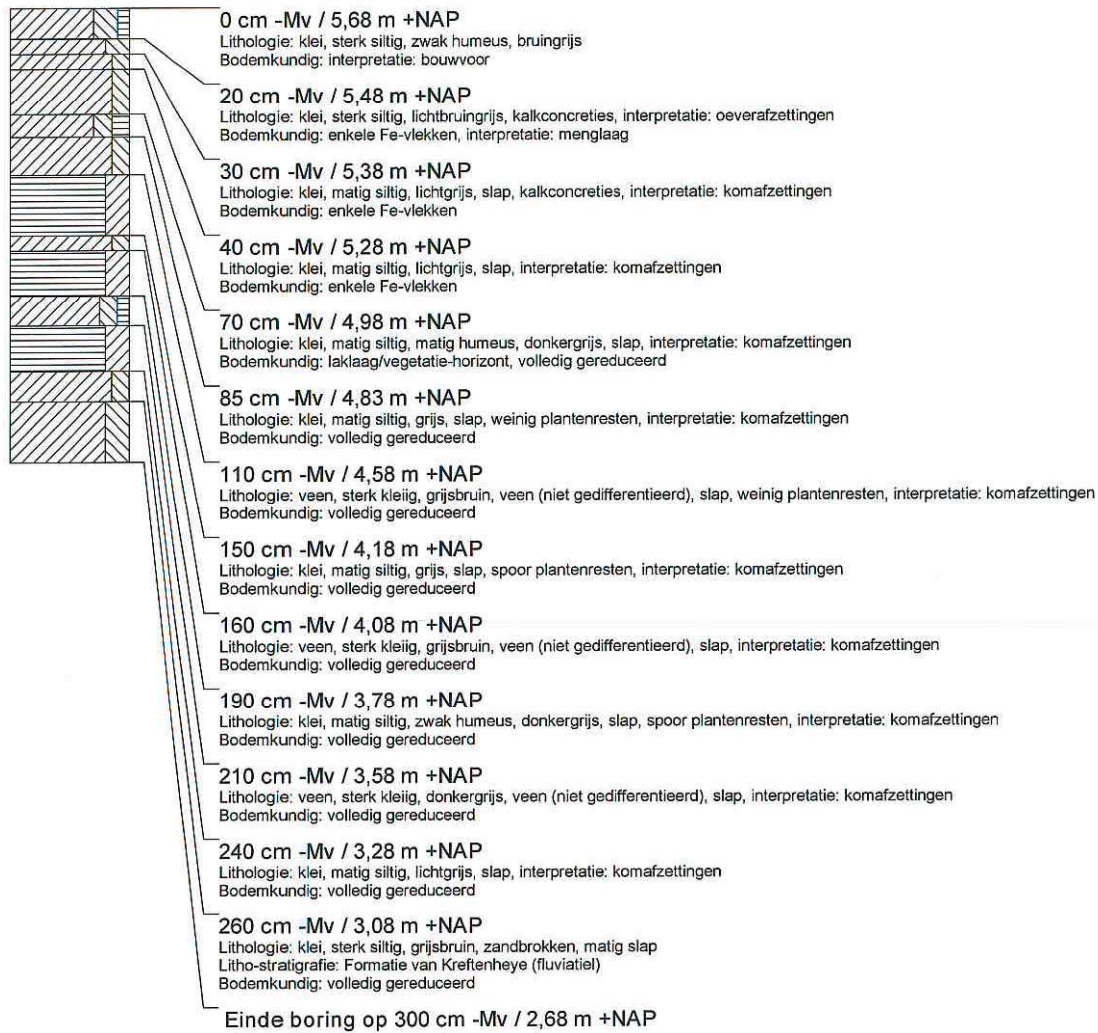 0 cm -Mv / 5,68 m +NAP
Lithologie: klei, sterk siltig, zwak humeus, bruingrijs
Bodemkundig: interpretatie: bouwvoor
20 cm -Mv / 5,48 m +NAP
Lithologie: klei, sterk siltig, lichtbruingrijs, kalkconcreties, interpretatie: oeverafzettingen
Bodemkundig: enkele Fe-vlekken, interpretatie: menglaag
30 cm -Mv / 5,38 m +NAP
Lithologie: klei, matig siltig, lichtgrijs, slap, kalkconcreties, interpretatie: komafzettingen
Bodemkundig: enkele Fe-vlekken
40 cm -Mv / 5,28 m +NAP
Lithologie: klei, matig siltig, lichtgrijs, slap, interpretatie: komafzettingen
Bodemkundig: enkele Fe-vlekken
70 cm -Mv / 4,98 m +NAP
Lithologie: klei, matig siltig, matig humeus, donkergrijs, slap, interpretatie: komafzettingen
Bodemkundig: laklaag/vegetatie-horizont, volledig gereduceerd
85 cm -Mv / 4,83 m +NAP
Lithologie: klei, matig siltig, grijs, slap, weinig plantenresten, interpretatie: komafzettingen
Bodemkundig: volledig gereduceerd
110 cm -Mv / 4,58 m +NAP
Lithologie: veen, sterk kleiig, grijsbruin, veen (niet gedifferentieerd), slap, weinig plantenresten, interpretatie: komafzettingen
Bodemkundig: volledig gereduceerd
150 cm -Mv / 4,18 m +NAP
Lithologie: klei, matig siltig, grijs, slap, spoor plantenresten, interpretatie: komafzettingen
Bodemkundig: volledig gereduceerd
160 cm -Mv / 4,08 m +NAP
Lithologie: veen, sterk kleiig, grijsbruin, veen (niet gedifferentieerd), slap, interpretatie: komafzettingen
Bodemkundig: volledig gereduceerd
190 cm -Mv / 3,78 m +NAP
Lithologie: klei, matig siltig, zwak humeus, donkergrijs, slap, spoor plantenresten, interpretatie: komafzettingen
Bodemkundig: volledig gereduceerd
210 cm -Mv / 3,58 m +NAP
Lithologie: veen, sterk kleiig, donkergrijs, veen (niet gedifferentieerd), slap, interpretatie: komafzettingen
Bodemkundig: volledig gereduceerd
240 cm -Mv / 3,28 m +NAP
Lithologie: klei, matig siltig, lichtgrijs, slap, interpretatie: komafzettingen
Bodemkundig: volledig gereduceerd
260 cm -Mv / 3,08 m +NAP
Lithologie: klei, sterk siltig, grijsbruin, zandbrokken, matig slap
Litho-stratigrafie: Formatie van Kreftenheye (fluviatiel)
Bodemkundig: volledig gereduceerd
Einde boring op 300 cm -Mv / 2,68 m +NAP